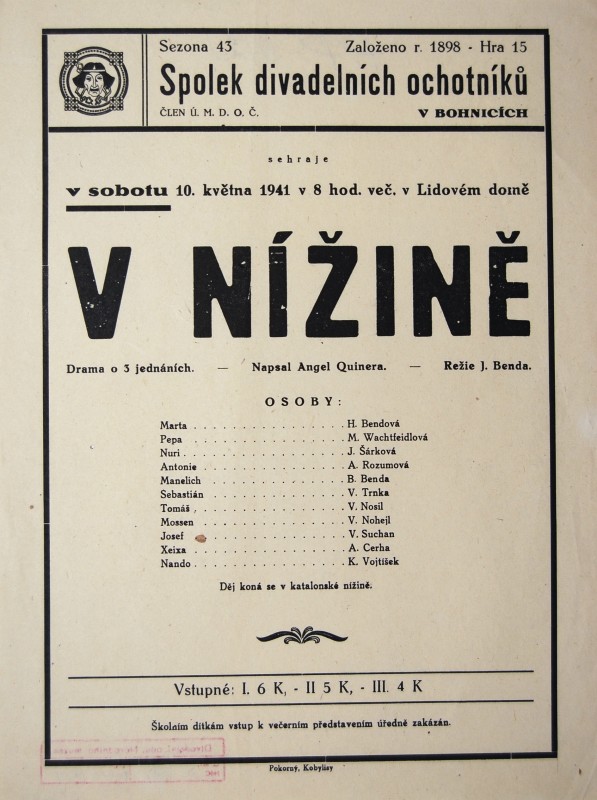 Sezona 43 Založeno r. 1898 - Hra 15
Spolek divadelních ochotníků
ČLEN Ú. M. D. O. Č. V BOHNICÍCH
sehraje
v sobotu 10. května 1941 v 8 hod. več. v Lidovém domě
V NÍŽINĚ
Drama o 3 jednáních. — Napsal Angel Quinera. — Režie J. Benda.
OSOBY:
Marta . . . . . . . . . . . . . . . . H. Bendová
Pepa . . . . . . . . . . . . . . . . M. Wachtfeidlová
Nuri . . . . . . . . . . . . . . . . J. Šárková
Antonie . . . . . . . . . . . . . . . A. Rozumová
Manelich . . . . . . . . . . . . . . B. Benda
Sebastián . . . . . . . . . . . . . . V. Trnka
Tomáš . . . . . . . . . . . . . . . V. Nosil
Mossen . . . . . . . . . . . . . . . V. Nohejl
Josef . . . . . . . . . . . . . . . V. Suchan
Xeixa . . . . . . . . . . . . . . . A. Cerha
Nando . . . . . . . . . . . . . . . K. Vojtíšek
Děj koná se v katalonské nížině.
Vstupné: I. 6 K, - II 5 K, - III. 4 K
Školním dítkám vstup k večerním představením úředně zakázán.
Pokorný, Kobylisy